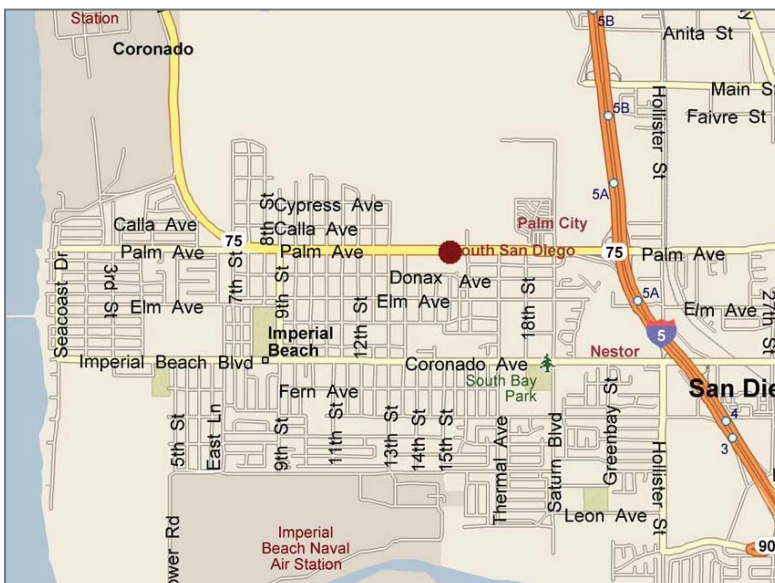 Station
Coronado
5B
Anita St
Main St
5B
Hollister St
Faivre St
5A
8th St
Cypress Ave
Palm City
Calla Ave
Calla Ave
75
Palm Ave
Palm Ave
South San Diego
75
Palm Ave
Seacoast Dr
3rd St
7th St
9th St
Donax Ave
5A
Elm Ave
12th St
Elm Ave
18th St
Elm Ave
27th St
5
Imperial
Beach
Nestor
Imperial Beach Blvd
Coronado Ave
South Bay
Park
San Die
Fern Ave
5th St
East Ln
9th St
11th St
13th St
14th St
15th St
Thermal Ave
Saturn Blvd
Greenbay St
Hollister St
4
3
Leon Ave
Imperial
Beach Naval
Air Station
ower Rd
90